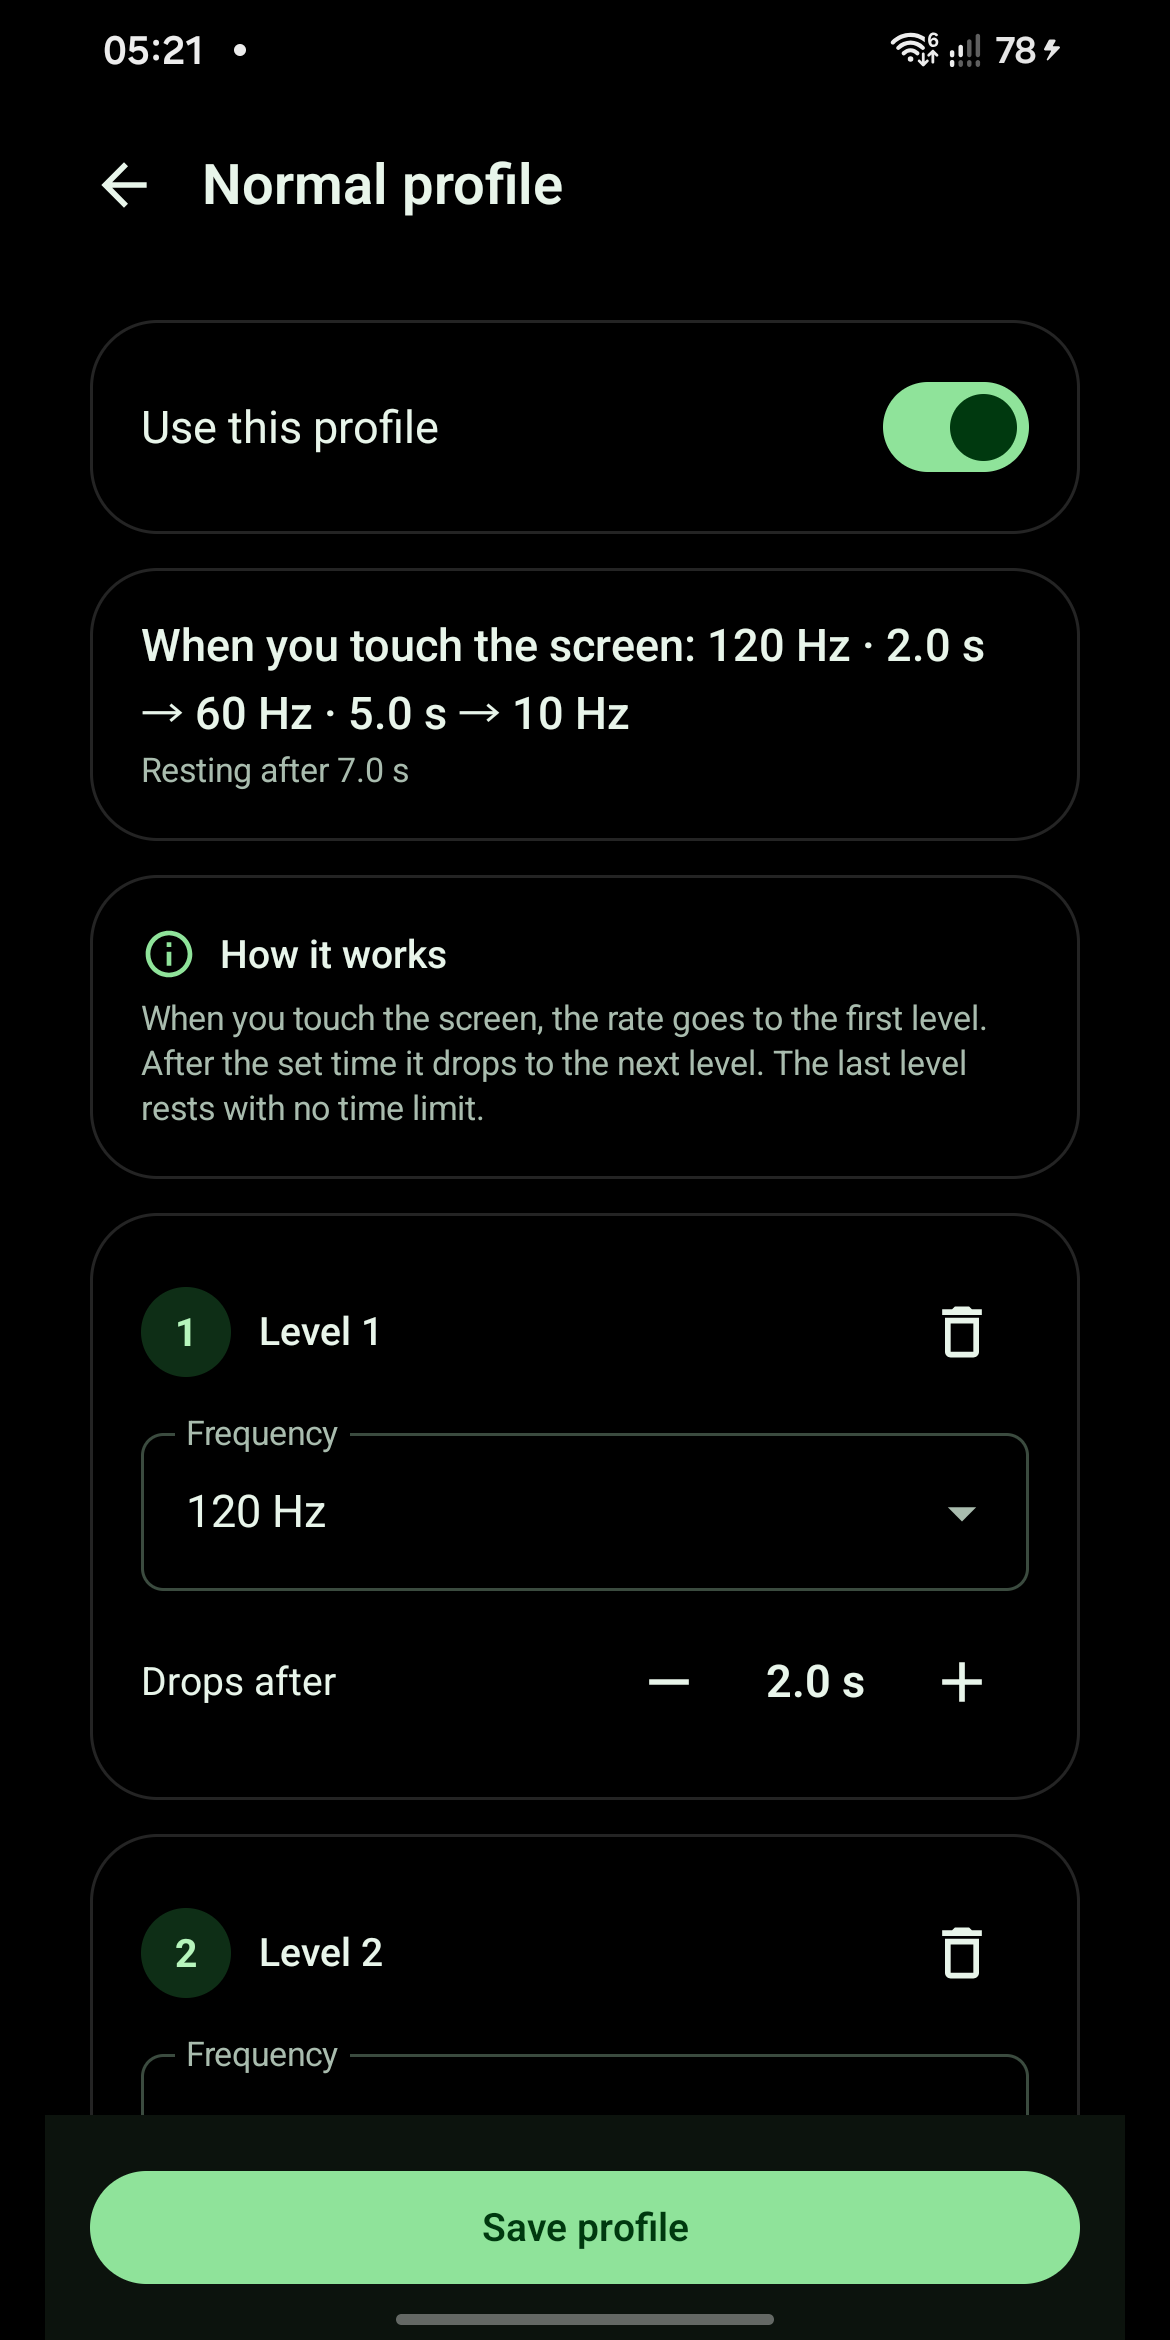 05:21
6
78
Normal profile
Use this profile
When you touch the screen: 120 Hz · 2.0 s
→ 60 Hz · 5.0 s → 10 Hz
Resting after 7.0 s
How it works
When you touch the screen, the rate goes to the first level.
After the set time it drops to the next level. The last level
rests with no time limit.
1
Level 1
Frequency
120 Hz
Drops after
2.0 s
2
Level 2
Frequency
Save profile